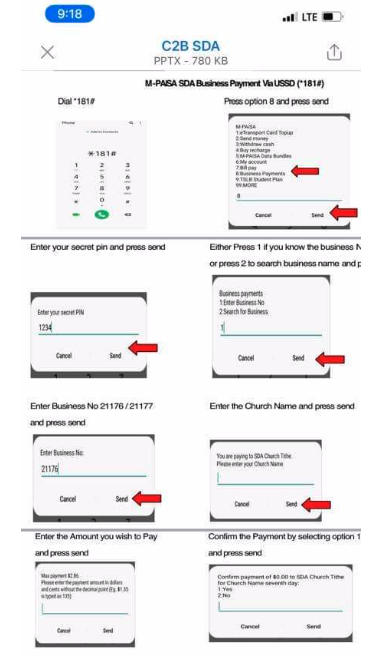 9:18
LTE
C2B SDA
PPTX - 780 KB
M-PAISA SDA Business Payment Via USSD (*181#)
Dial *181#
Press option 8 and press send
*181#
1
2
3
4
5
6
7
8
9
*
0
#
M-PAISA
1:eTransport Card Topup
2:Send money
3:Withdraw cash
4:Buy recharge
5:M-PAISA Data Bundles
6:My account
7:Bill pay
8:Business Payments
9:TSLB Student Plan
99:MORE
8
Cancel
Send
Enter your secret pin and press send
Either Press 1 if you know the business N
or press 2 to search business name and p
Enter your secret PIN
1234
Cancel
Send
Business payments
1:Enter Business No
2:Search for Business
1
Cancel
Send
Enter Business No 21176 / 21177
and press send
Enter the Church Name and press send
Enter Business No:
21176
Cancel
Send
You are paying to SDA Church Tithe.
Please enter your Church Name
Cancel
Send
Enter the Amount you wish to Pay
and press send
Confirm the Payment by selecting option 1
and press send
Max payment $2.86.
Please enter the payment amount in dollars
and cents without the decimal point (Eg. $1.35
is typed as 135)
Cancel
Send
Confirm payment of $0.00 to SDA Church Tithe
for Church Name seventh day:
1:Yes
2:No
Cancel
Send